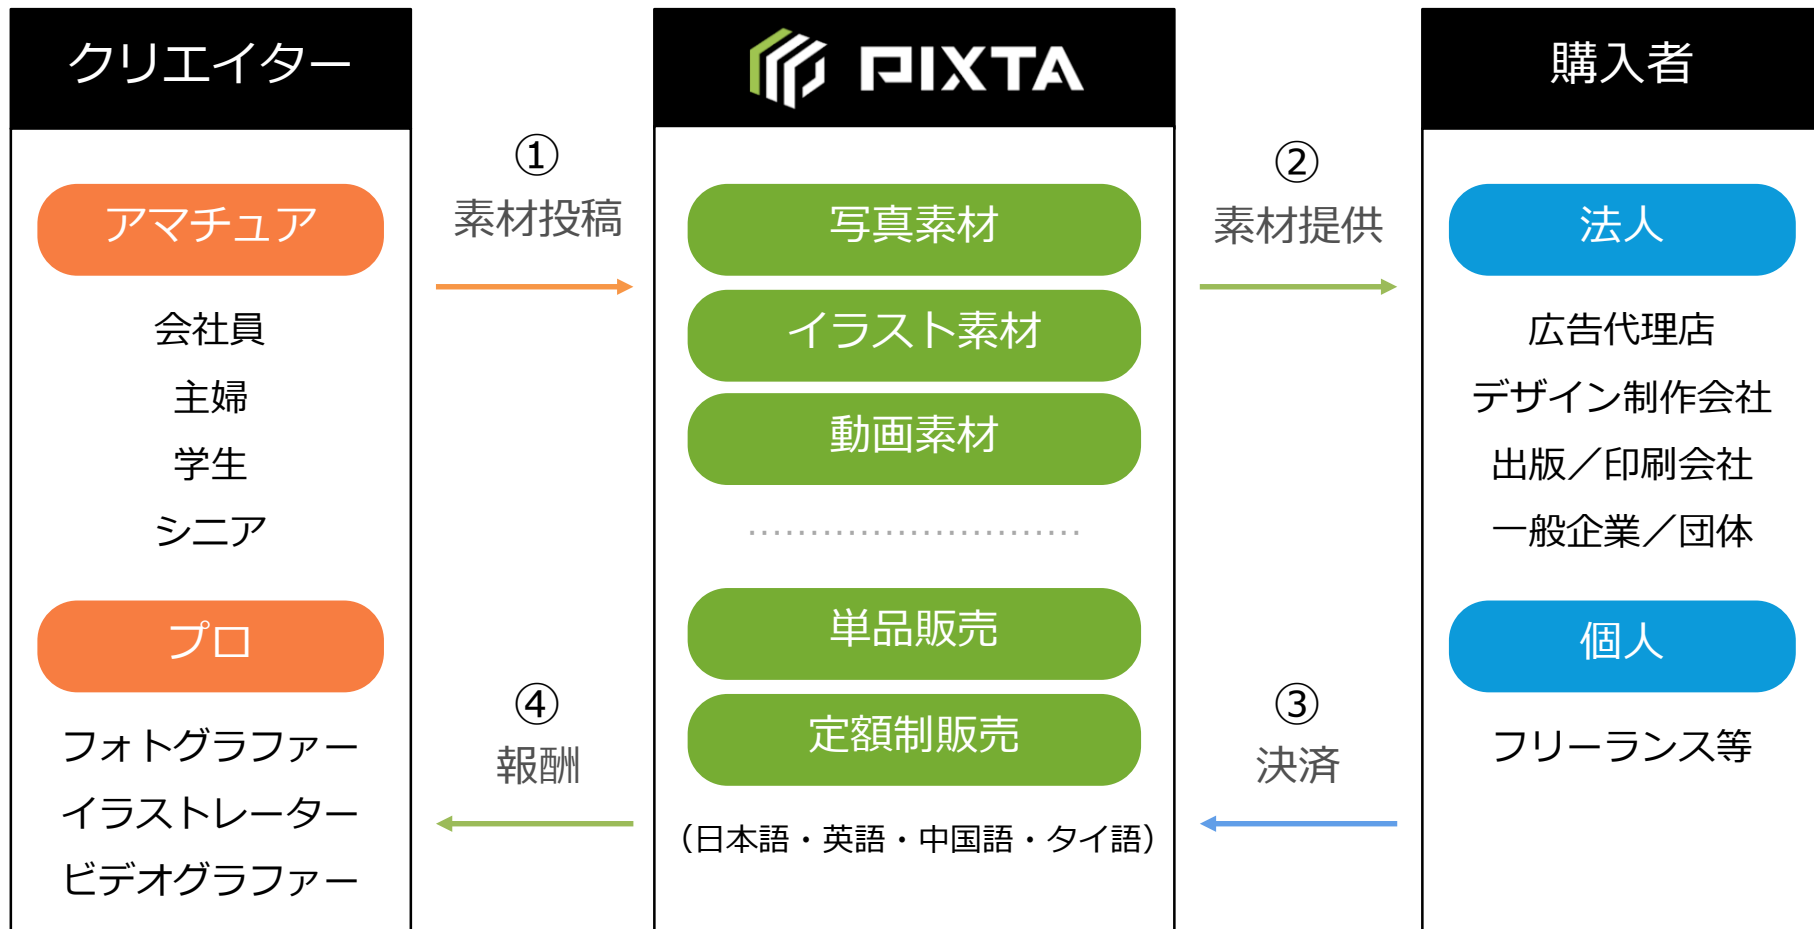 クリエイター
アマチュア
会社員
主婦
学生
シニア
プロ
フォトグラファー
イラストレーター
ビデオグラファー
①
素材投稿
④
報酬
PIXTA
写真素材
イラスト素材
動画素材
単品販売
定額制販売
（日本語・英語・中国語・タイ語）
②
素材提供
③
決済
購入者
法人
広告代理店
デザイン制作会社
出版／印刷会社
一般企業／団体
個人
フリーランス等